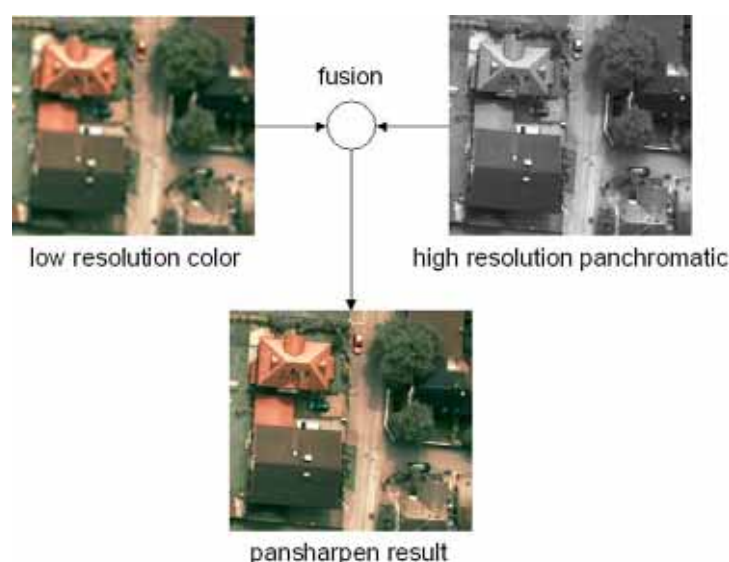 fusion
low resolution color
high resolution panchromatic
pansharpen result